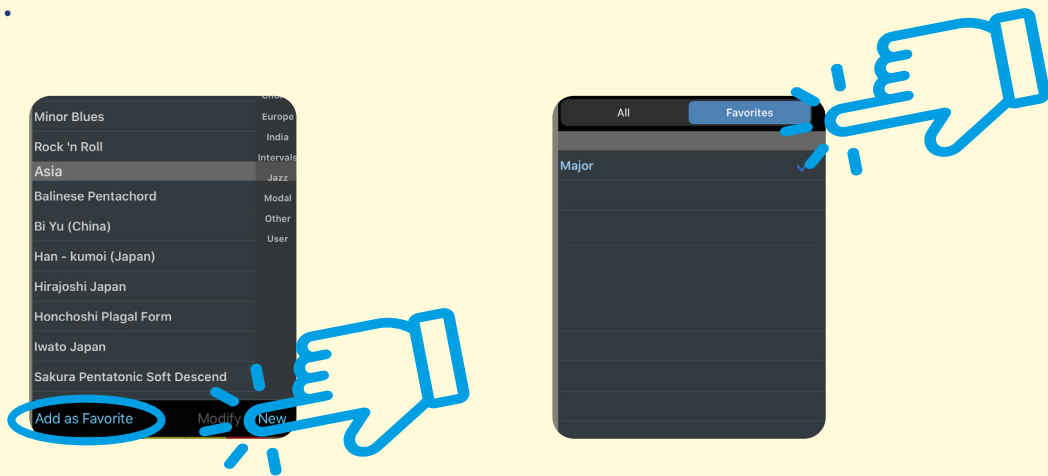 Europe
Minor Blues
India
Rock 'n Roll
Intervals
Asia
Jazz
Balinese Pentachord
Modal
Other
Bi Yu (China)
User
Han - kumoi (Japan)
Hirajoshi Japan
Honchoshi Plagal Form
Iwato Japan
Sakura Pentatonic Soft Descend
Add as Favorite
Modify
New
All
Favorites
Major